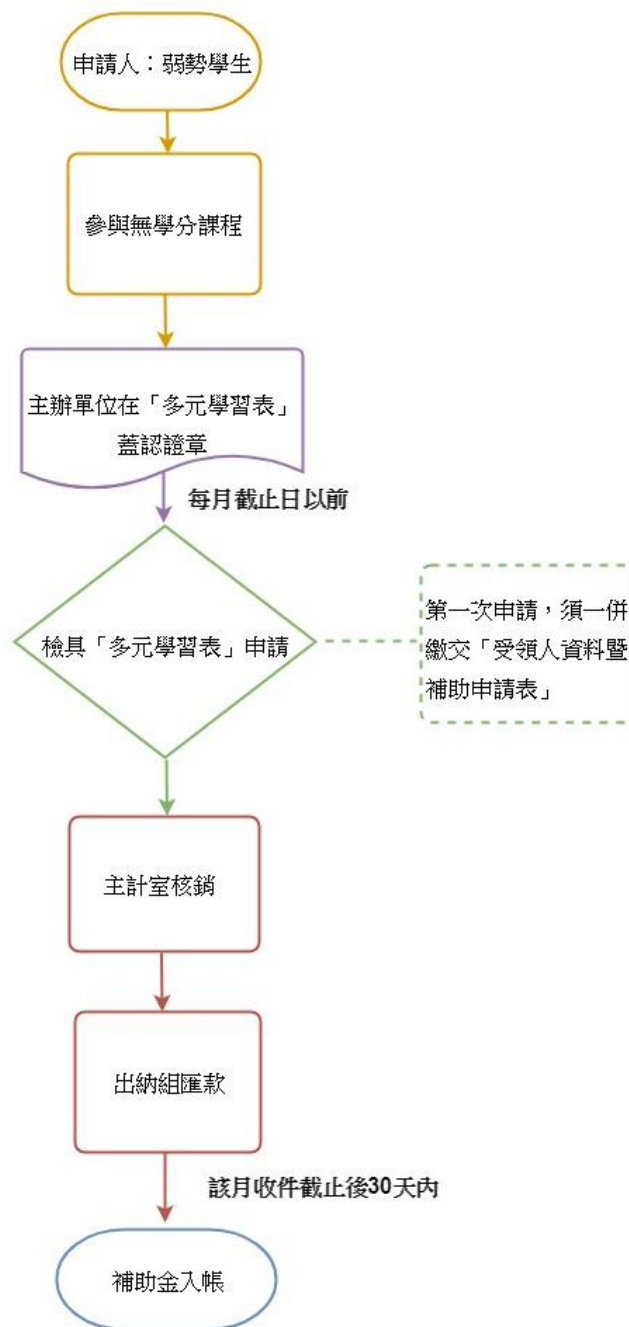 申請人：弱勢學生
參與無學分課程
主辦單位在「多元學習表」
蓋認證章
每月截止日以前
檢具「多元學習表」申請
第一次申請，須一併
繳交「受領人資料暨
補助申請表」
主計室核銷
出納組匯款
該月收件截止後30天內
補助金入帳